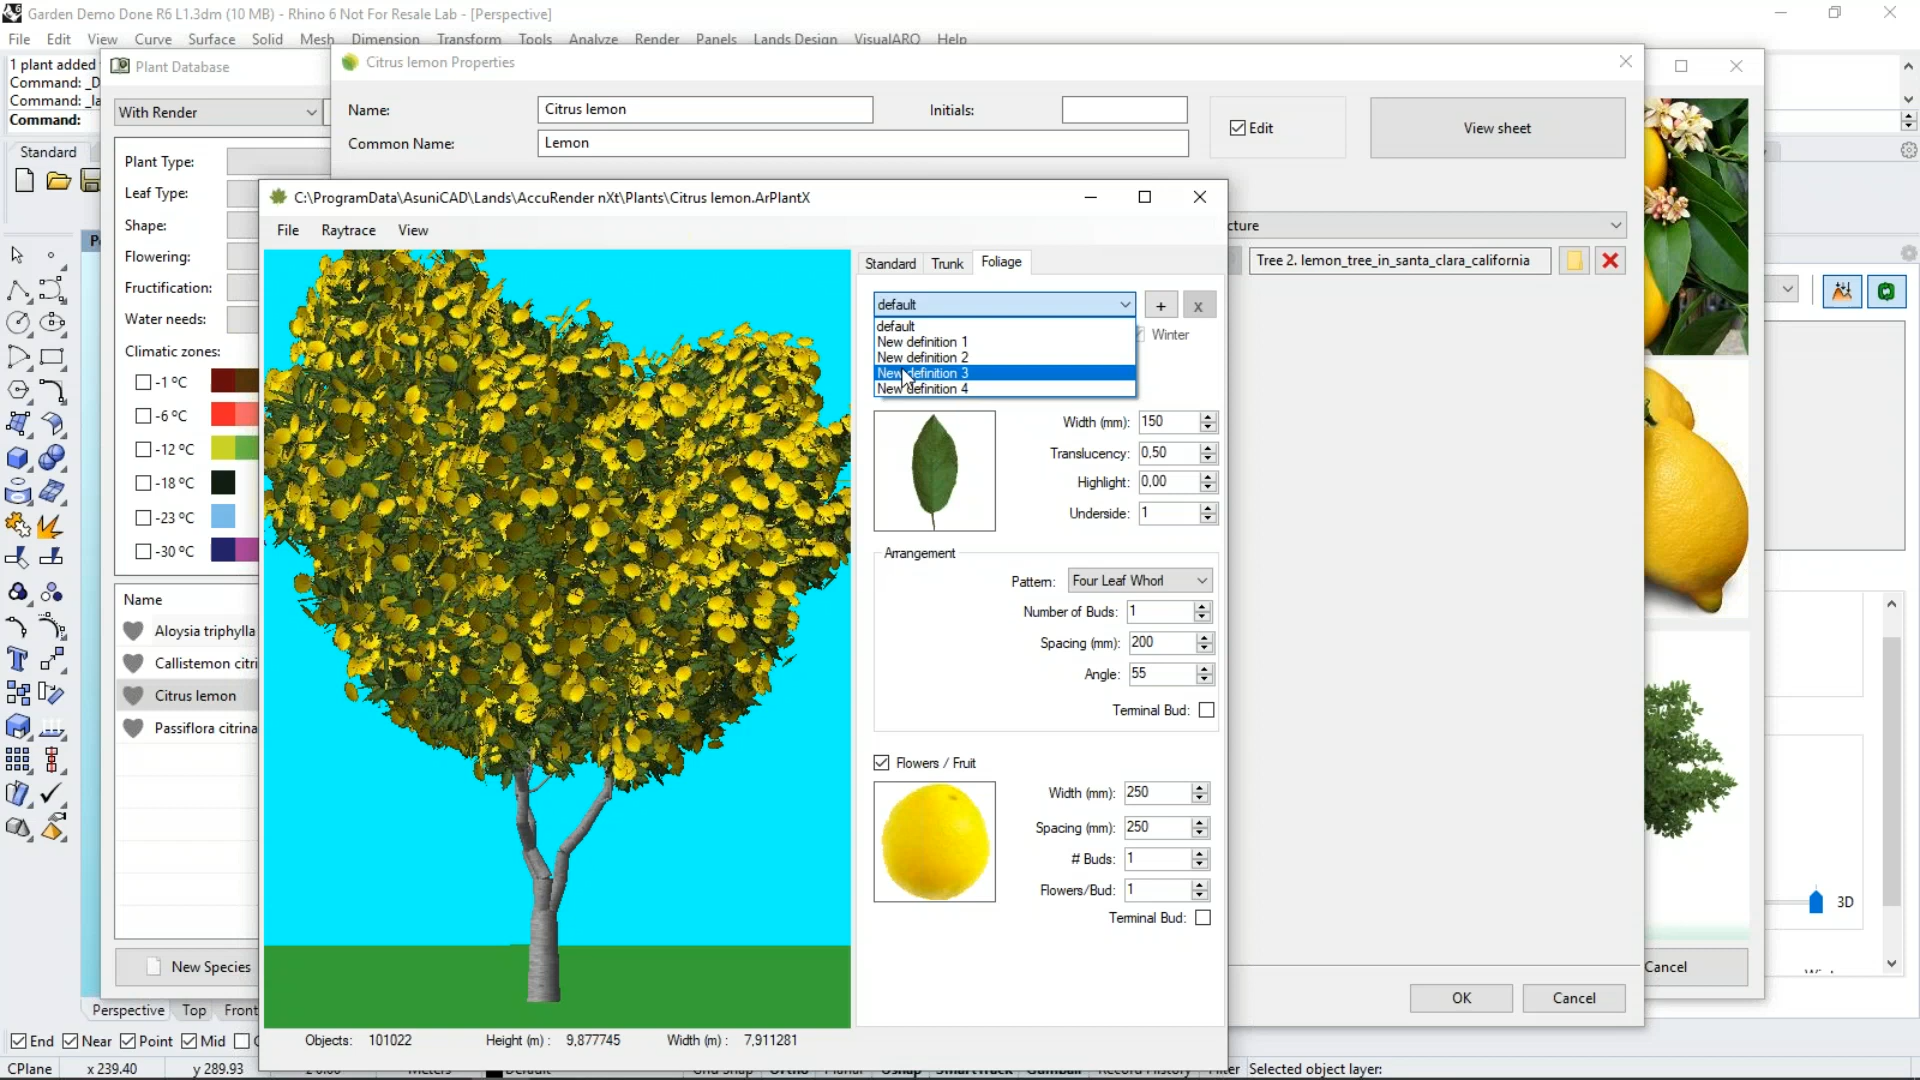 Garden Demo Done R6 L1.3dm (10 MB) - Rhino 6 Not For Resale Lab - [Perspective]
File Edit View Curve Surface Solid Mesh Dimension Transform Tools Analyze Render Panels Lands Design VisualARQ Help
1 plant added
Command: _D
Command: _la
Command:
Standard
Plant Database
With Render
Plant Type:
Leaf Type:
Shape:
Flowering:
Fructification:
Water needs:
Climatic zones:
-1 ºC
-6 ºC
-12 ºC
-18 ºC
-23 ºC
-30 ºC
Name
Aloysia triphylla
Callistemon citri
Citrus lemon
Passiflora citrina
New Species
Citrus lemon Properties
Name: Citrus lemon Initials:
Common Name: Lemon
Edit
View sheet
cture
Tree 2. lemon_tree_in_santa_clara_california
C:\ProgramData\AsuniCAD\Lands\AccuRender nXt\Plants\Citrus lemon.ArPlantX
File Raytrace View
Standard Trunk Foliage
default
+ x
default
New definition 1
New definition 2
New definition 3
New definition 4
Winter
Width (mm): 150
Translucency: 0,50
Highlight: 0,00
Underside: 1
Arrangement
Pattern: Four Leaf Whorl
Number of Buds: 1
Spacing (mm): 200
Angle: 55
Terminal Bud:
Flowers / Fruit
Width (mm): 250
Spacing (mm): 250
# Buds: 1
Flowers/Bud: 1
Terminal Bud:
Objects: 101022 Height (m) : 9,877745 Width (m) : 7,911281
OK Cancel
Cancel
3D
Perspective Top Front
End Near Point Mid
CPlane x 239.40 y 289.93 Selected object layer: